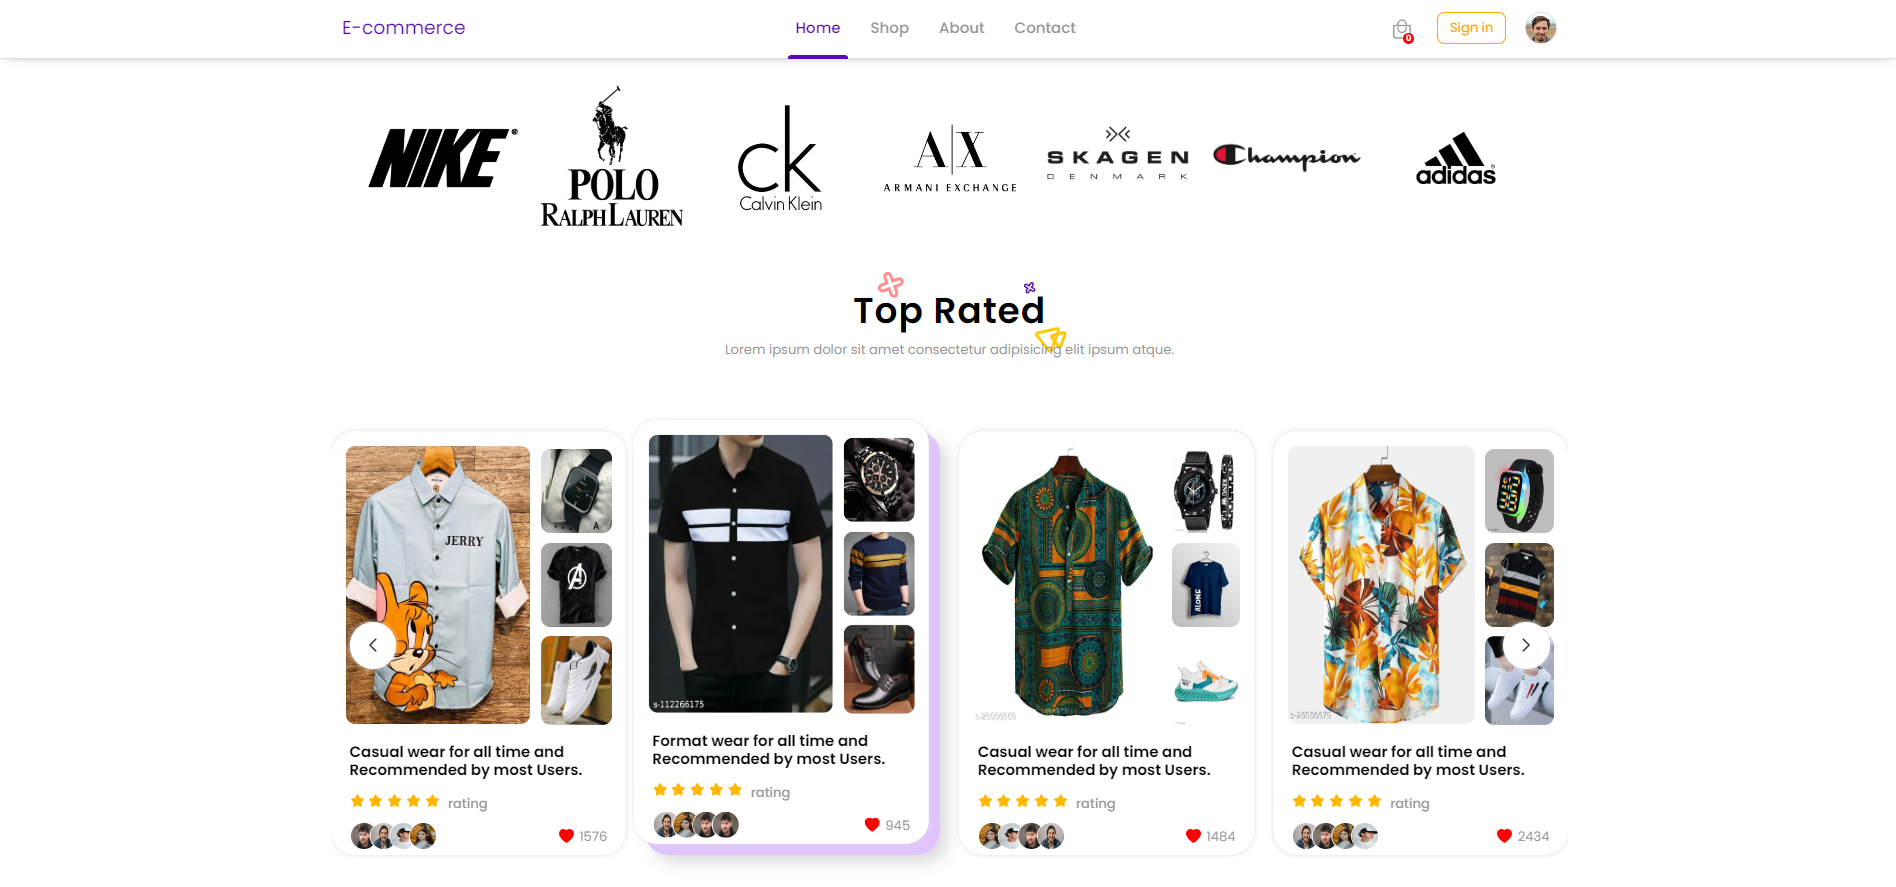 E-commerce
Home
Shop
About
Contact
0
Sign in
NIKE
POLO
RALPH LAUREN
ck
Calvin Klein
A|X
ARMANI EXCHANGE
SKAGEN
DENMARK
Champion
adidas
Top Rated
Lorem ipsum dolor sit amet consectetur adipisicing elit ipsum atque.
JERRY
A
s-112266175
ALONE
s-25056679
Casual wear for all time and
Recommended by most Users.
rating
1576
Format wear for all time and
Recommended by most Users.
rating
945
Casual wear for all time and
Recommended by most Users.
rating
1484
Casual wear for all time and
Recommended by most Users.
rating
2434